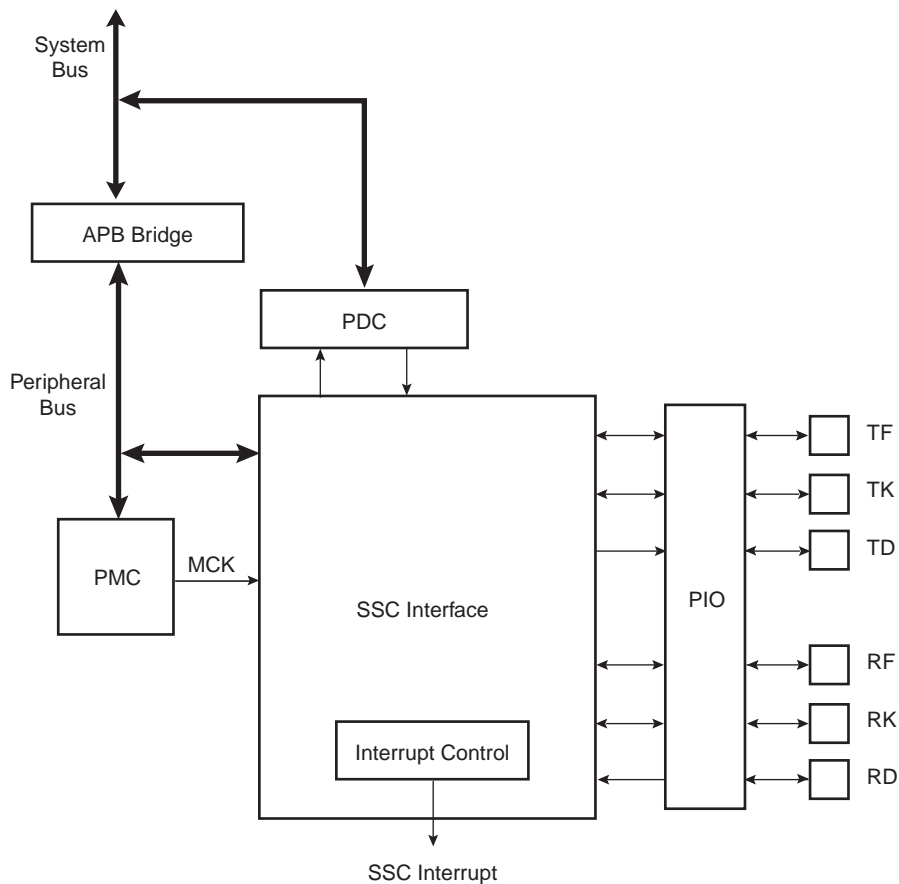 System
Bus
APB Bridge
PDC
Peripheral
Bus
PMC
MCK
SSC Interface
PIO
TF
TK
TD
RF
RK
RD
Interrupt Control
SSC Interrupt